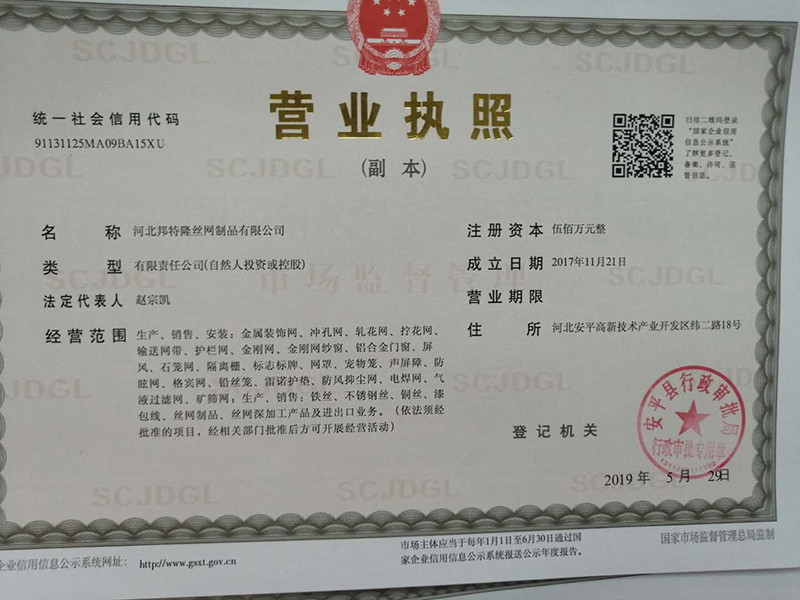 营业执照
(副 本)
统一社会信用代码
91131125MA09BA15XU
扫描二维码登录
“国家企业信用
信息公示系统”
了解更多登记、
备案、许可、监
管信息。
名 称 河北邦特隆丝网制品有限公司
类 型 有限责任公司(自然人投资或控股)
法定代表人 赵宗凯
经营范围 生产、销售、安装：金属装饰网、冲孔网、轧花网、拧花网、
输送网带、护栏网、金刚网、金刚网纱窗、铝合金门窗、屏
风、石笼网、隔离栅、标志标牌、网罩、宠物笼、声屏障、防
眩网、格宾网、铅丝笼、雷诺护垫、防风抑尘网、电焊网、气
液过滤网、矿筛网；生产、销售：铁丝、不锈钢丝、铜丝、漆
包线、丝网制品、丝网深加工产品及进出口业务。（依法须经
批准的项目，经相关部门批准后方可开展经营活动）
注册资本 伍佰万元整
成立日期 2017年11月21日
营业期限
住 所 河北安平高新技术产业开发区纬二路18号
登记机关
安平县行政审批局
行政审批专用章
2019 年 5 月 29日
企业信用信息公示系统网址： http://www.gsxt.gov.cn
市场主体应当于每年1月1日至6月30日通过国
家企业信用信息公示系统报送公示年度报告。
国家市场监督管理总局监制
SCJDGL
市场监督管理